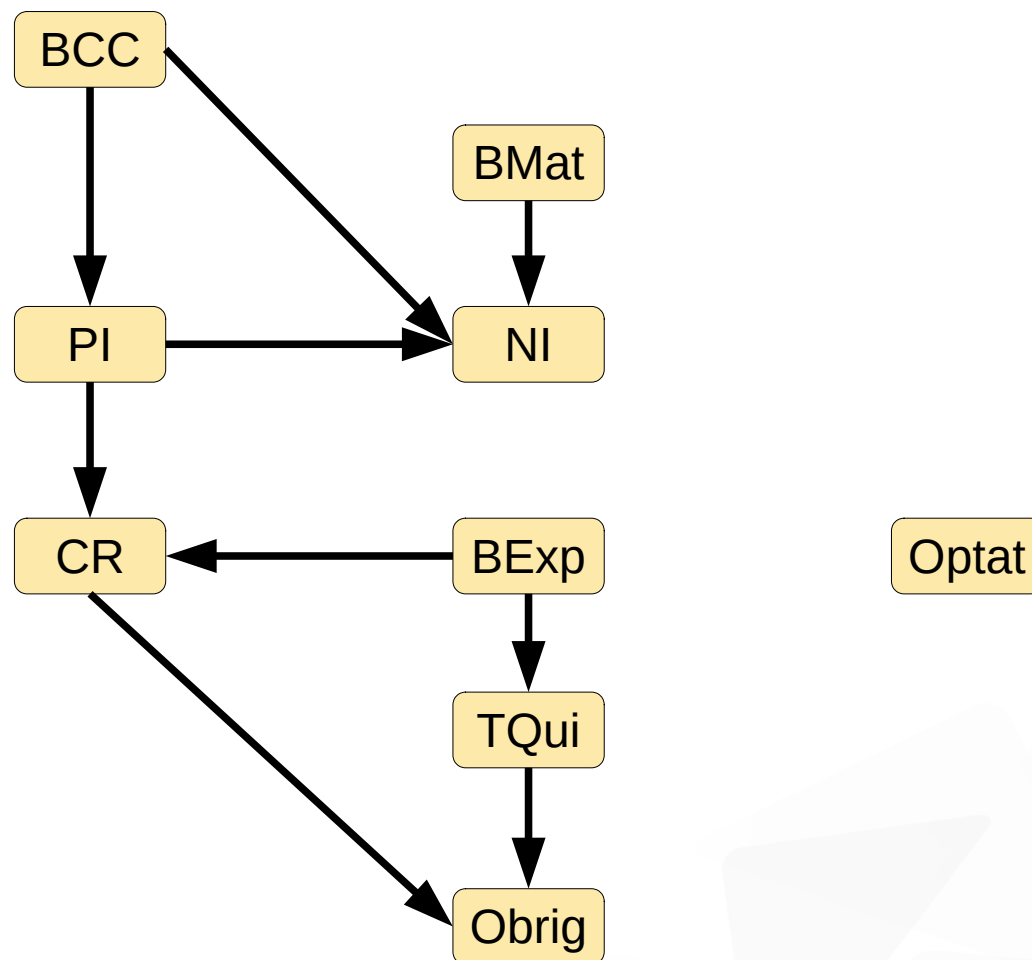 BCC
BMat
PI
NI
CR
BExp
Optat
TQui
Obrig